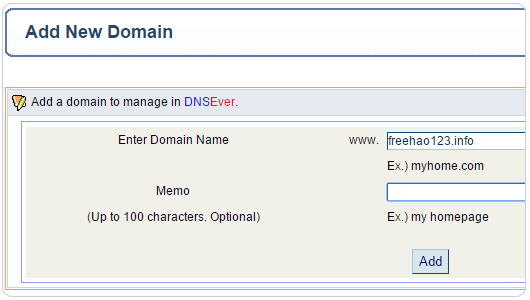 Add New Domain
Add a domain to manage in DNSEver.
Enter Domain Name www. freehao123.info
Ex.) myhome.com
Memo
(Up to 100 characters. Optional) Ex.) my homepage
Add